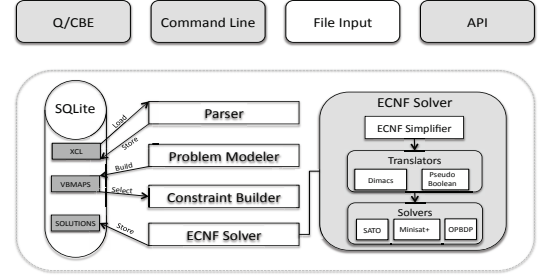 Q/CBE
Command Line
File Input
API
SQLite
XCL
VBMAPS
SOLUTIONS
Load
Store
Build
Select
Store
Parser
Problem Modeler
Constraint Builder
ECNF Solver
ECNF Solver
ECNF Simplifier
Translators
Dimacs
Pseudo
Boolean
Solvers
SATO
Minisat+
OPBDP